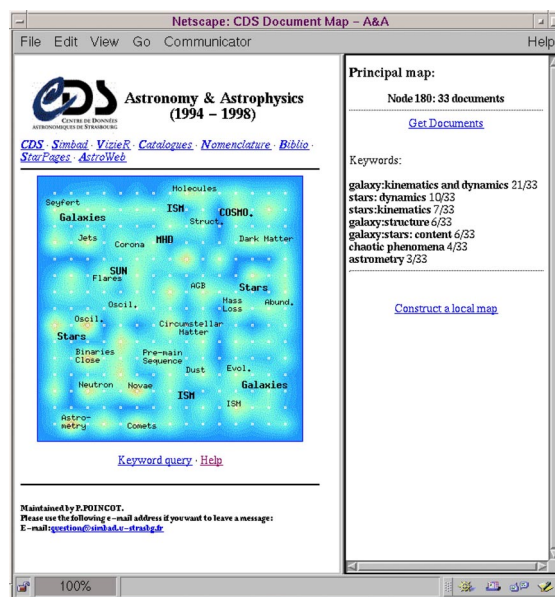 Netscape: CDS Document Map – A&A
File Edit View Go Communicator Help
CDS
CENTRE DE DONNÉES
ASTRONOMIQUES DE STRASBOURG
Astronomy & Astrophysics
(1994 – 1998)
CDS · Simbad · VizieR · Catalogues · Nomenclature · Biblio ·
StarPages · AstroWeb
Molecules
Seyfert
ISM
COSMO.
Galaxies
Struct.
Jets
Corona
MHD
Dark Matter
SUN
Flares
AGB
Stars
Oscil.
Mass
Loss
Abund.
Oscil.
Circumstellar
Matter
Stars
Binaries
Close
Pre-main
Sequence
Dust
Evol.
Neutron
Novae
Galaxies
ISM
ISM
Astro-
metry
Comets
Keyword query · Help
Maintained by P.POINCOT.
Please use the following e–mail address if you want to leave a message:
E–mail:question@simbad.u–strasbg.fr
Principal map:
Node 180: 33 documents
Get Documents
Keywords:
galaxy:kinematics and dynamics 21/33
stars: dynamics 10/33
stars:kinematics 7/33
galaxy:structure 6/33
galaxy:stars: content 6/33
chaotic phenomena 4/33
astrometry 3/33
Construct a local map
100%